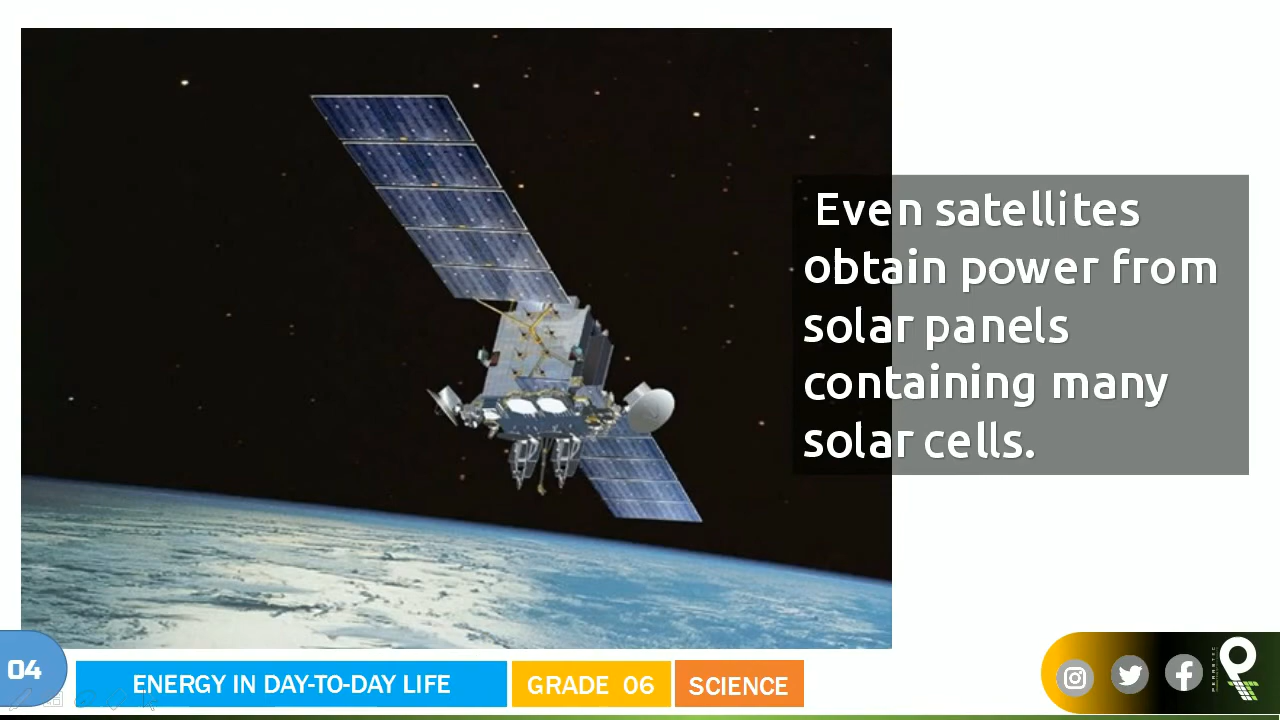 Even satellites
obtain power from
solar panels
containing many
solar cells.
04
ENERGY IN DAY-TO-DAY LIFE
GRADE 06
SCIENCE